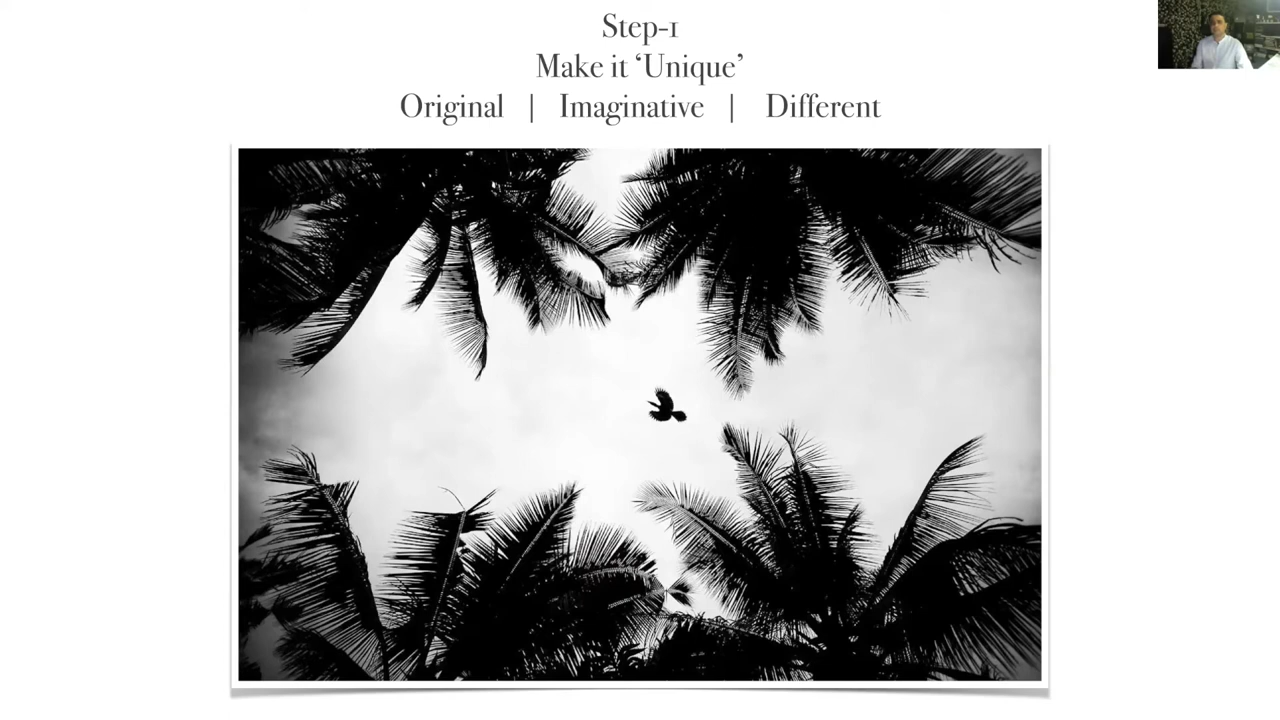 Step-1
Make it ‘Unique’
Original | Imaginative | Different